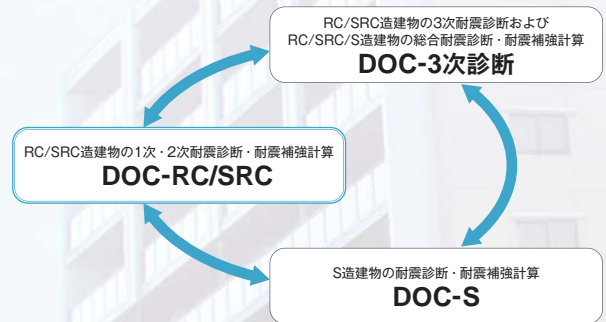 RC/SRC造建物の3次耐震診断および
RC/SRC/S造建物の総合耐震診断・耐震補強計算
DOC-3次診断
RC/SRC造建物の1次・2次耐震診断・耐震補強計算
DOC-RC/SRC
S造建物の耐震診断・耐震補強計算
DOC-S